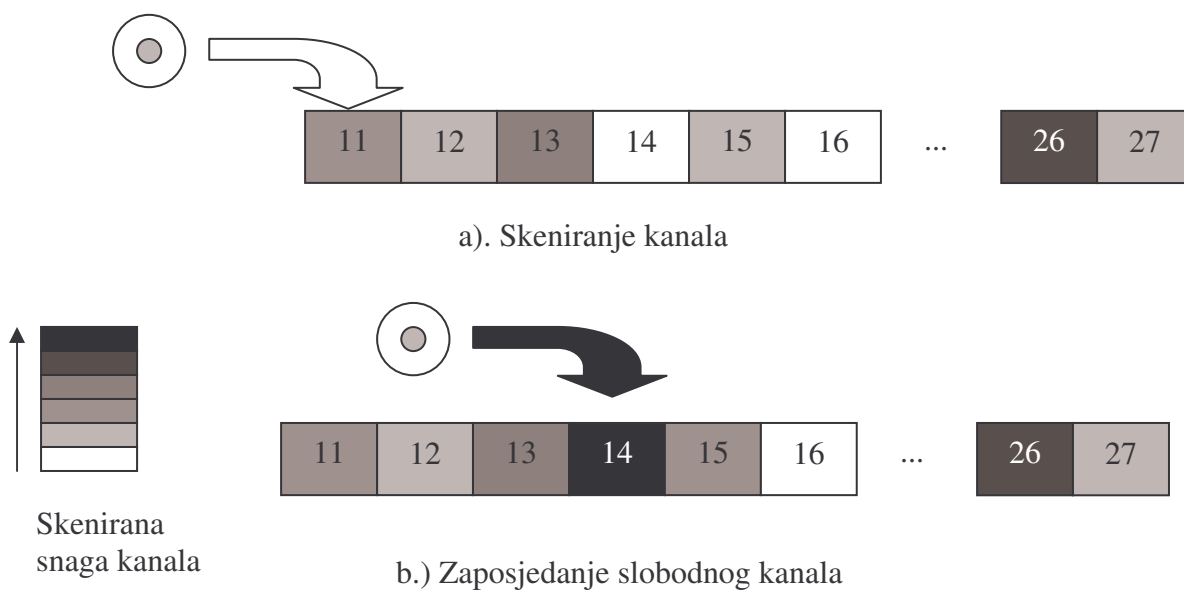 11 12 13 14 15 16 ... 26 27
a). Skeniranje kanala
11 12 13 14 15 16 ... 26 27
Skenirana
snaga kanala
b.) Zaposjedanje slobodnog kanala